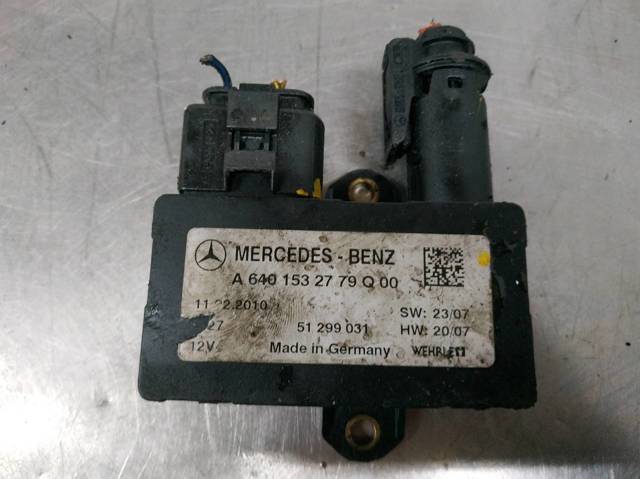 MERCEDES-BENZ
A 640 153 27 79 Q 00
SW: 23/07
51 299 031
HW: 20/07
12V
Made in Germany
WEHRLE